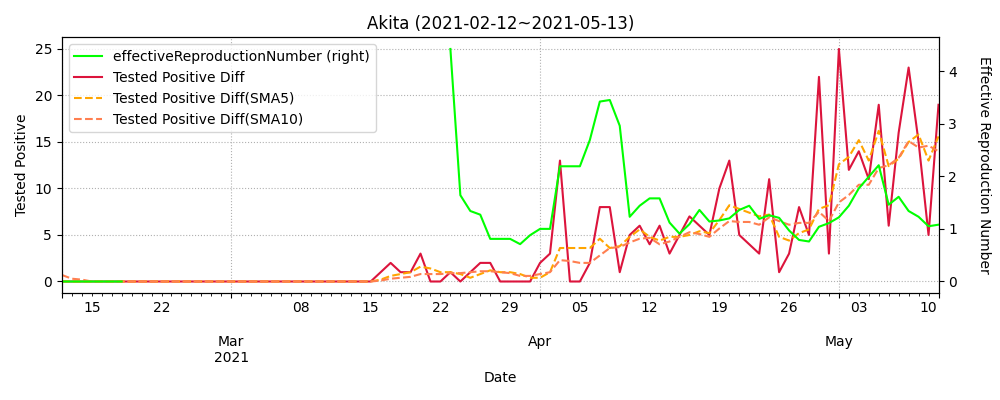 Akita (2021-02-12~2021-05-13)
effectiveReproductionNumber (right)
Tested Positive Diff
Tested Positive Diff(SMA5)
Tested Positive Diff(SMA10)
Tested Positive
25
20
15
10
5
0
Effective Reproduction Number
4
3
2
1
0
15 22 08 15 22 29 05 12 19 26 03 10
Mar Apr May
2021
Date